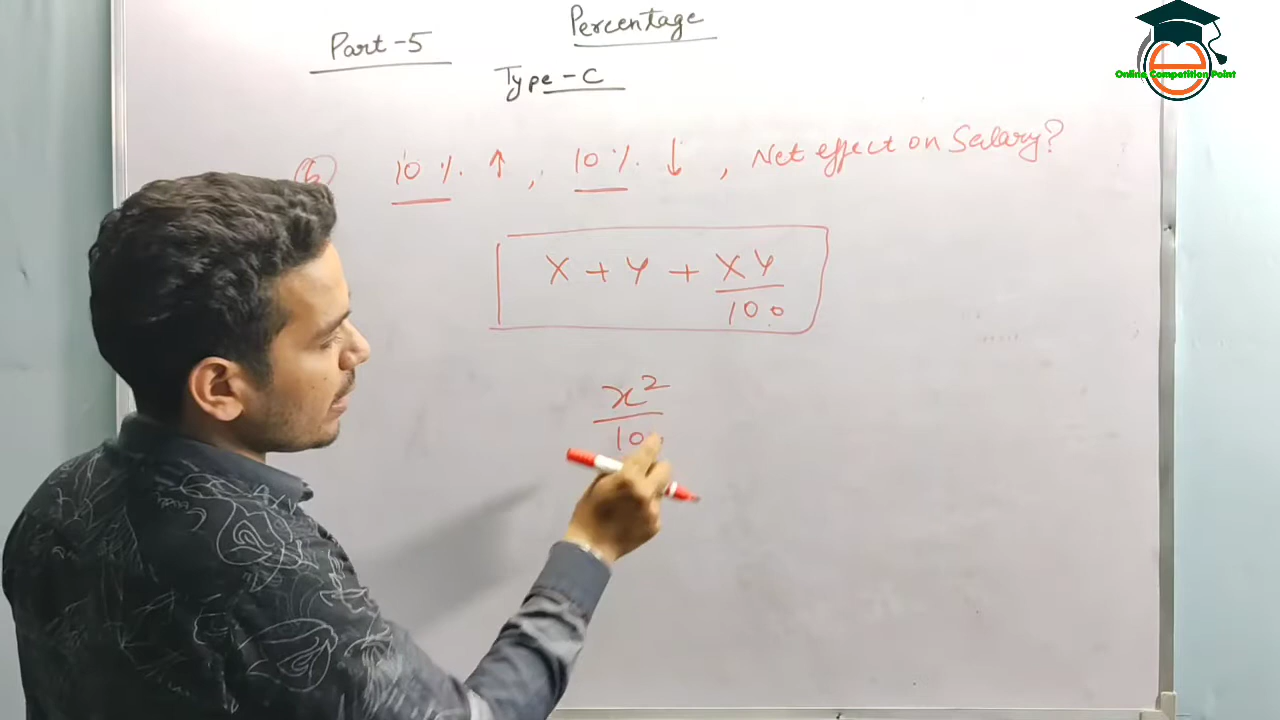 Percentage
Part-5
Type-C
10 % ↑ , 10 % ↓ , Net effect on Salary?
X + Y + XY
100
x²
100
Online Competition Point